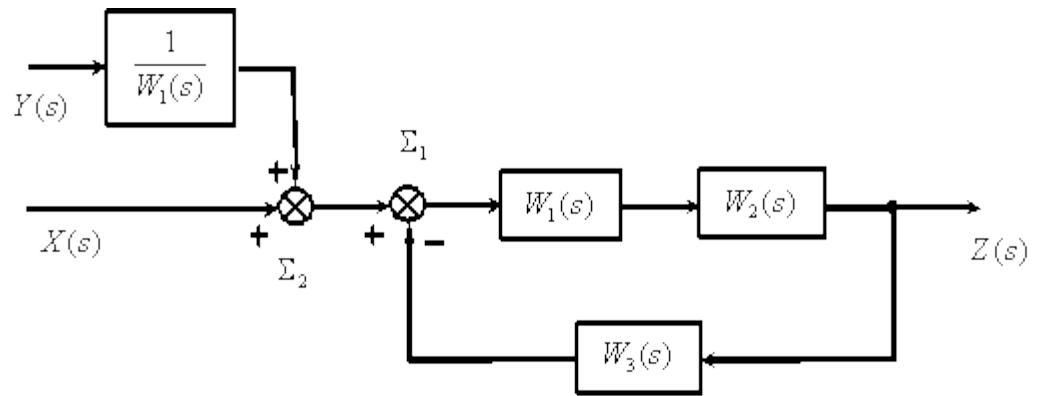 1
W₁(s)
Y(s)
+
Σ₁
W₁(s)
W₂(s)
X(s)
+
Σ₂
+
−
Z(s)
W₃(s)